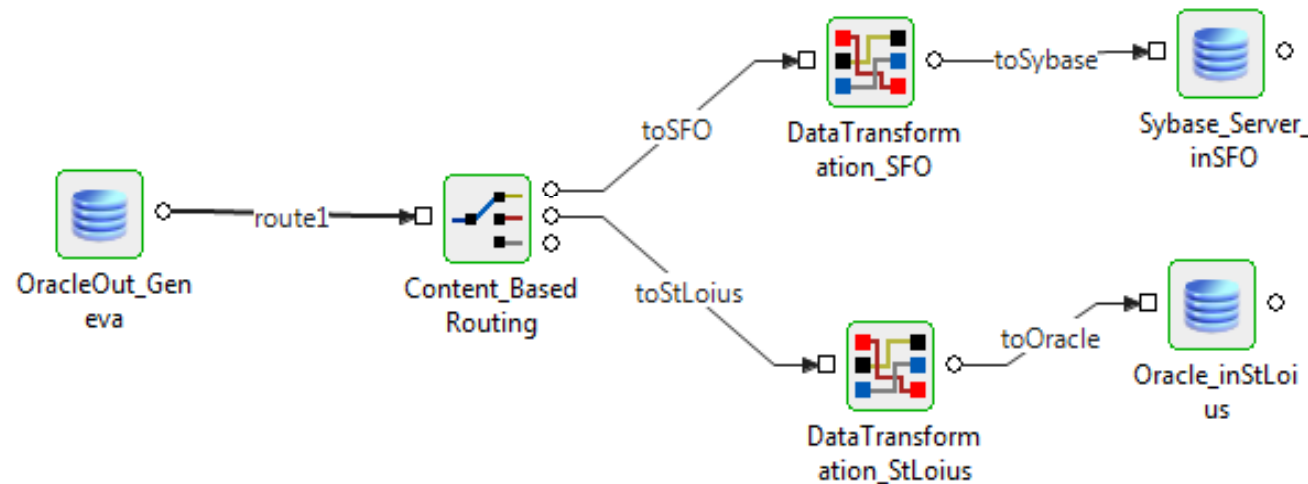 toSybase
toSFO
DataTransform
ation_SFO
Sybase_Server_
inSFO
route1
OracleOut_Gen
eva
Content_Based
Routing
toStLoius
toOracle
DataTransform
ation_StLoius
Oracle_inStLoi
us